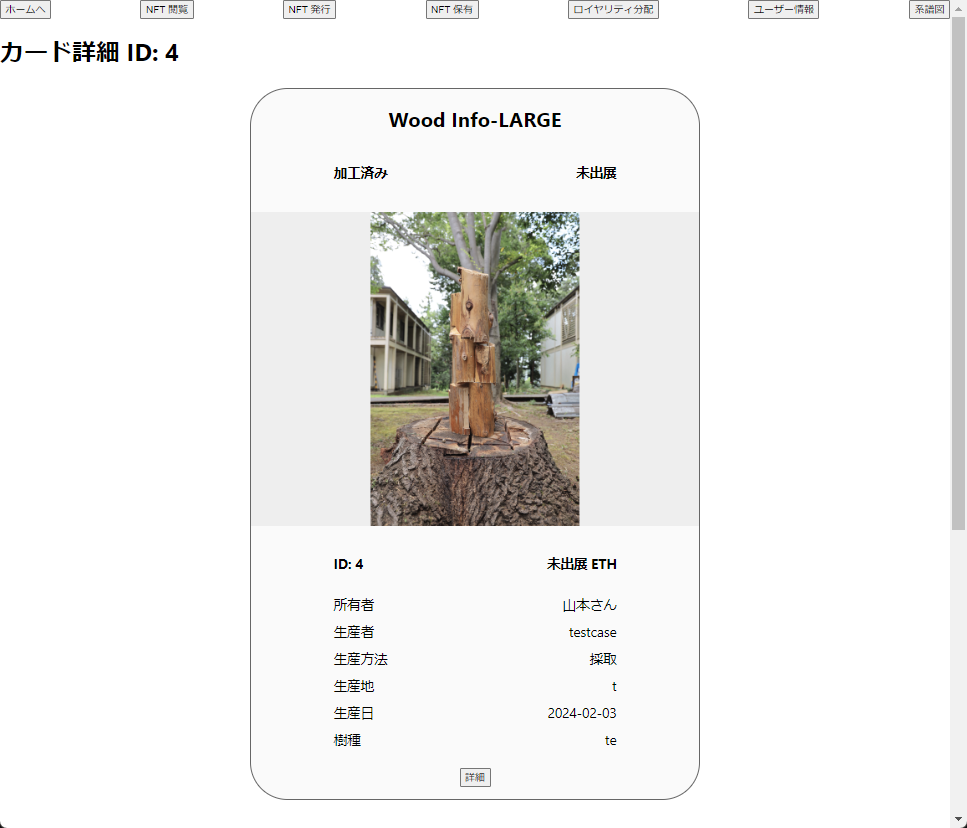 ホームへ NFT 閲覧 NFT 発行 NFT 保有 ロイヤリティ分配 ユーザー情報 系譜図
カード詳細 ID: 4
Wood Info-LARGE
加工済み 未出展
ID: 4 未出展 ETH
所有者 山本さん
生産者 testcase
生産方法 採取
生産地 t
生産日 2024-02-03
樹種 te
詳細